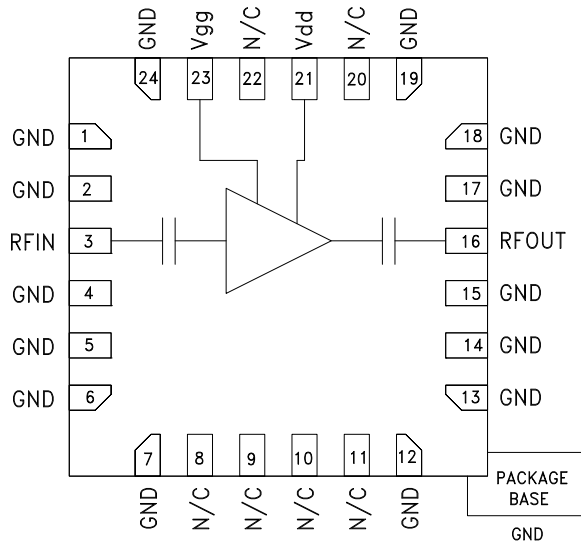 GND Vgg N/C Vdd N/C GND
24 23 22 21 20 19
GND 1 18 GND
GND 2 17 GND
RFIN 3 16 RFOUT
GND 4 15 GND
GND 5 14 GND
GND 6 13 GND
7 8 9 10 11 12
GND N/C N/C N/C N/C GND
PACKAGE
BASE
GND